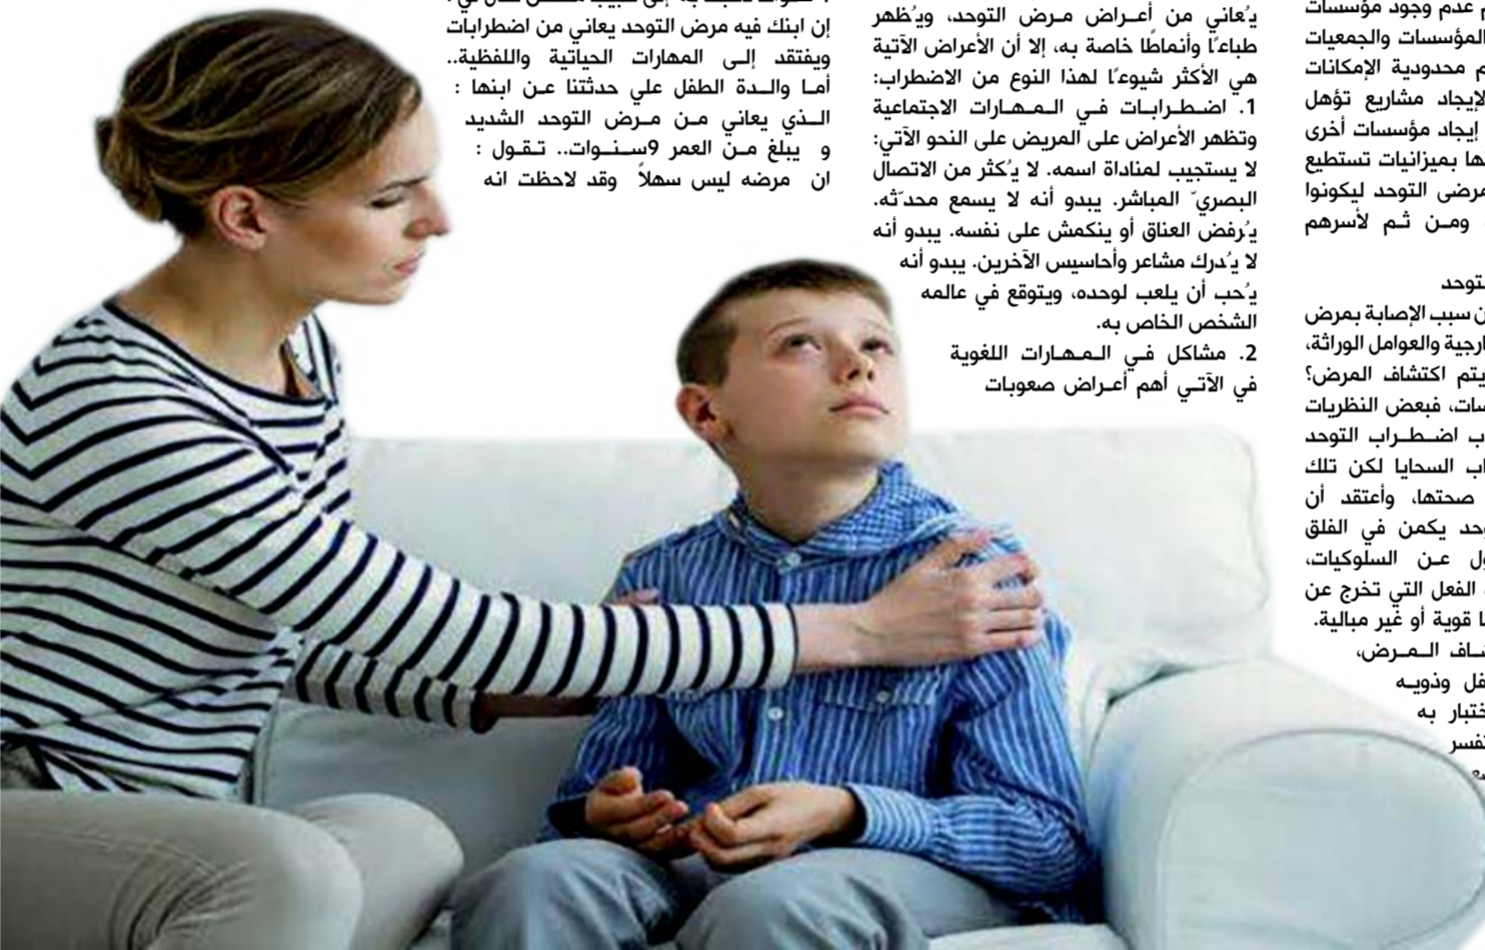 عدم وجود مؤسسات
المؤسسات والجمعيات
محدودية الإمكانات
لإيجاد مشاريع تؤهل
إيجاد مؤسسات أخرى
بميزانيات تستطيع
مرضى التوحد ليكونوا
ومن ثم لأسرهم
سبب الإصابة بمرض
والعوامل الوراثة،
يتم اكتشاف المرض؟
فبعض النظريات
اضطراب التوحد
السحايا لكن تلك
صحتها، وأعتقد أن
يكمن في الفلق
عن السلوكيات،
الفعل التي تخرج عن
قوية أو غير مبالية.
المرض،
وذويه
به
يُعاني من أعراض مرض التوحد، ويُظهر
طباعًا وأنماطًا خاصة به، إلا أن الأعراض الآتية
هي الأكثر شيوعًا لهذا النوع من الاضطراب:
1. اضطرابات في المهارات الاجتماعية
وتظهر الأعراض على المريض على النحو الآتي:
لا يستجيب لمناداة اسمه. لا يُكثر من الاتصال
البصريّ المباشر. يبدو أنه لا يسمع محدّثه.
يُرفض العناق أو ينكمش على نفسه. يبدو أنه
لا يُدرك مشاعر وأحاسيس الآخرين. يبدو أنه
يُحب أن يلعب لوحده، ويتوقع في عالمه
الشخص الخاص به.
2. مشاكل في المهارات اللغوية
في الآتي أهم أعراض صعوبات
إن ابنك فيه مرض التوحد يعاني من اضطرابات
ويفتقد إلى المهارات الحياتية واللفظية..
أما والدة الطفل علي حدثتنا عن ابنها :
الذي يعاني من مرض التوحد الشديد
و يبلغ من العمر 9سنوات.. تقول :
ان مرضه ليس سهلاً وقد لاحظت انه